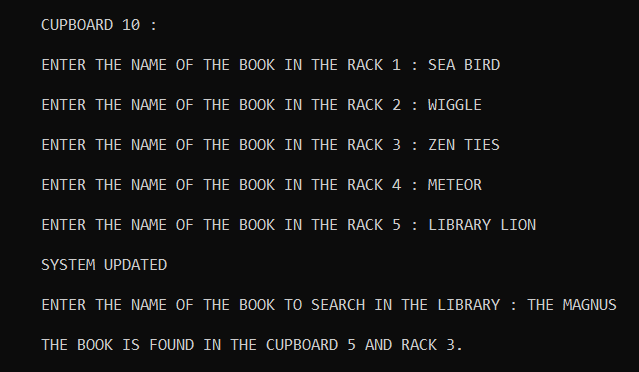 CUPBOARD 10 :
ENTER THE NAME OF THE BOOK IN THE RACK 1 : SEA BIRD
ENTER THE NAME OF THE BOOK IN THE RACK 2 : WIGGLE
ENTER THE NAME OF THE BOOK IN THE RACK 3 : ZEN TIES
ENTER THE NAME OF THE BOOK IN THE RACK 4 : METEOR
ENTER THE NAME OF THE BOOK IN THE RACK 5 : LIBRARY LION
SYSTEM UPDATED
ENTER THE NAME OF THE BOOK TO SEARCH IN THE LIBRARY : THE MAGNUS
THE BOOK IS FOUND IN THE CUPBOARD 5 AND RACK 3.